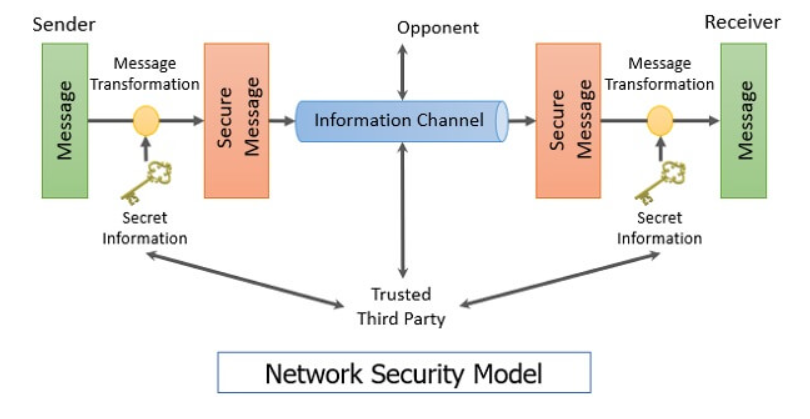 Sender
Receiver
Opponent
Message
Transformation
Message
Transformation
Message
Secure
Message
Information Channel
Secure
Message
Message
Secret
Information
Secret
Information
Trusted
Third Party
Network Security Model